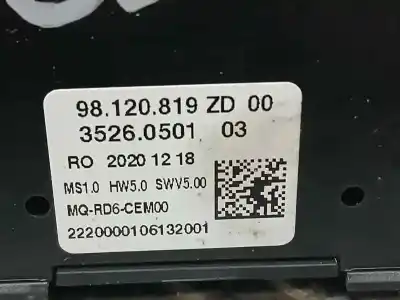 98.120.819 ZD 00
3526.0501 03
RO 2020 12 18
MS1.0 HW5.0 SWV5.00
MQ-RD6-CEM00
2220000106132001